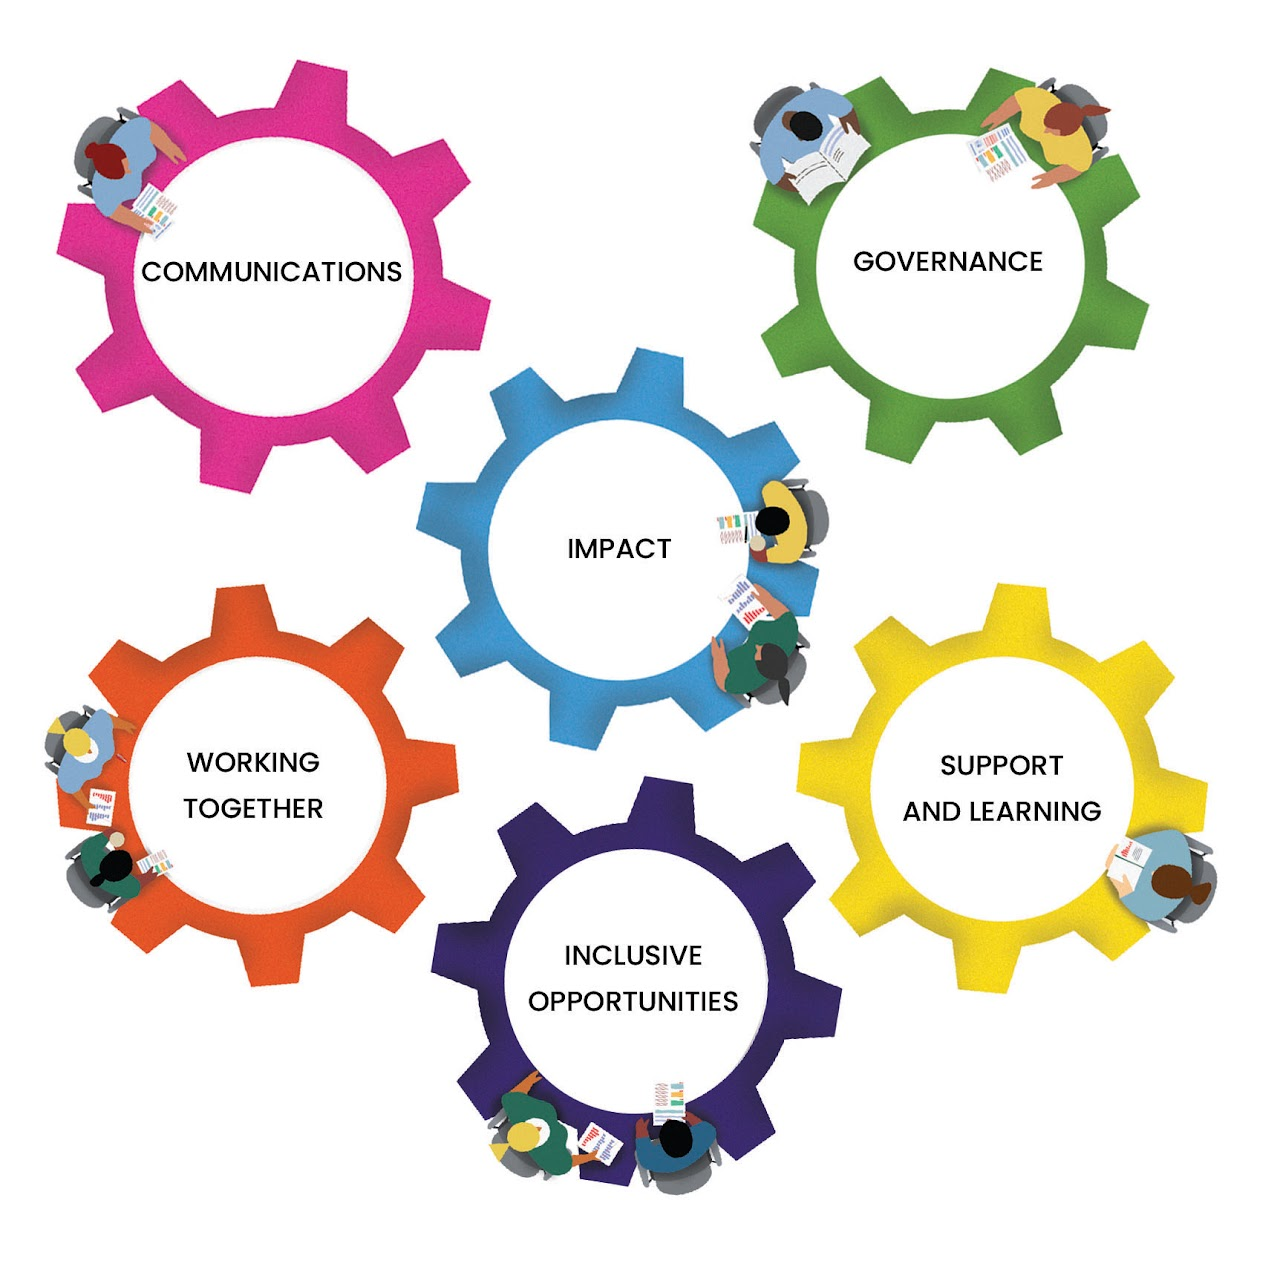 COMMUNICATIONS
GOVERNANCE
IMPACT
WORKING
TOGETHER
SUPPORT
AND LEARNING
INCLUSIVE
OPPORTUNITIES